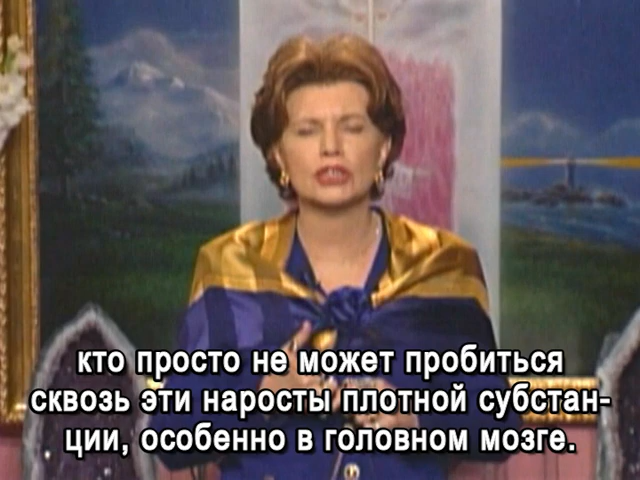 кто просто не может пробиться
сквозь эти наросты плотной субстан-
ции, особенно в головном мозге.